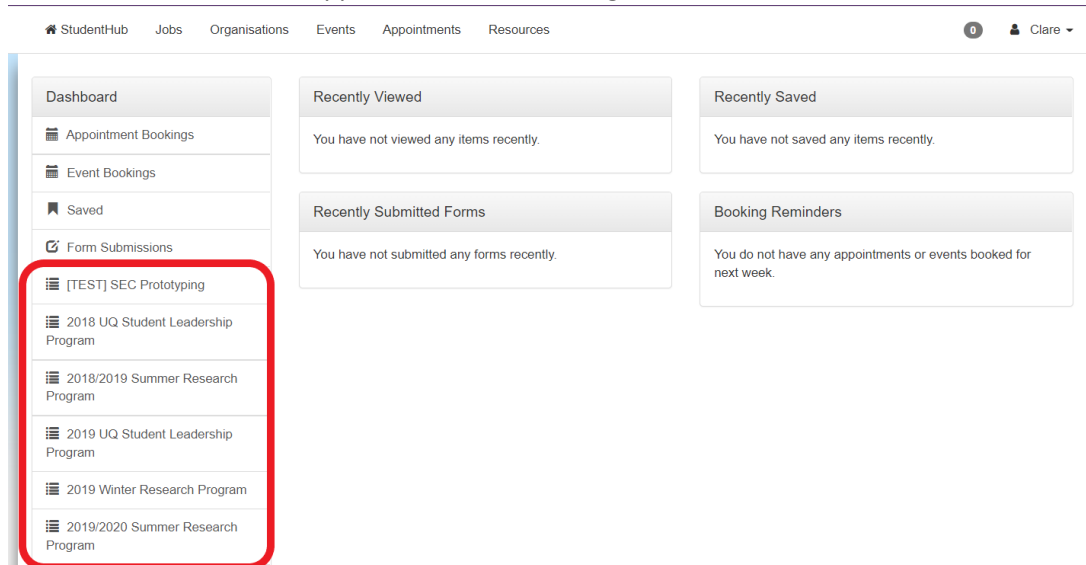 StudentHub Jobs Organisations Events Appointments Resources 0 Clare
Dashboard
Appointment Bookings
Event Bookings
Saved
Form Submissions
[TEST] SEC Prototyping
2018 UQ Student Leadership
Program
2018/2019 Summer Research
Program
2019 UQ Student Leadership
Program
2019 Winter Research Program
2019/2020 Summer Research
Program
Recently Viewed
You have not viewed any items recently.
Recently Submitted Forms
You have not submitted any forms recently.
Recently Saved
You have not saved any items recently.
Booking Reminders
You do not have any appointments or events booked for
next week.